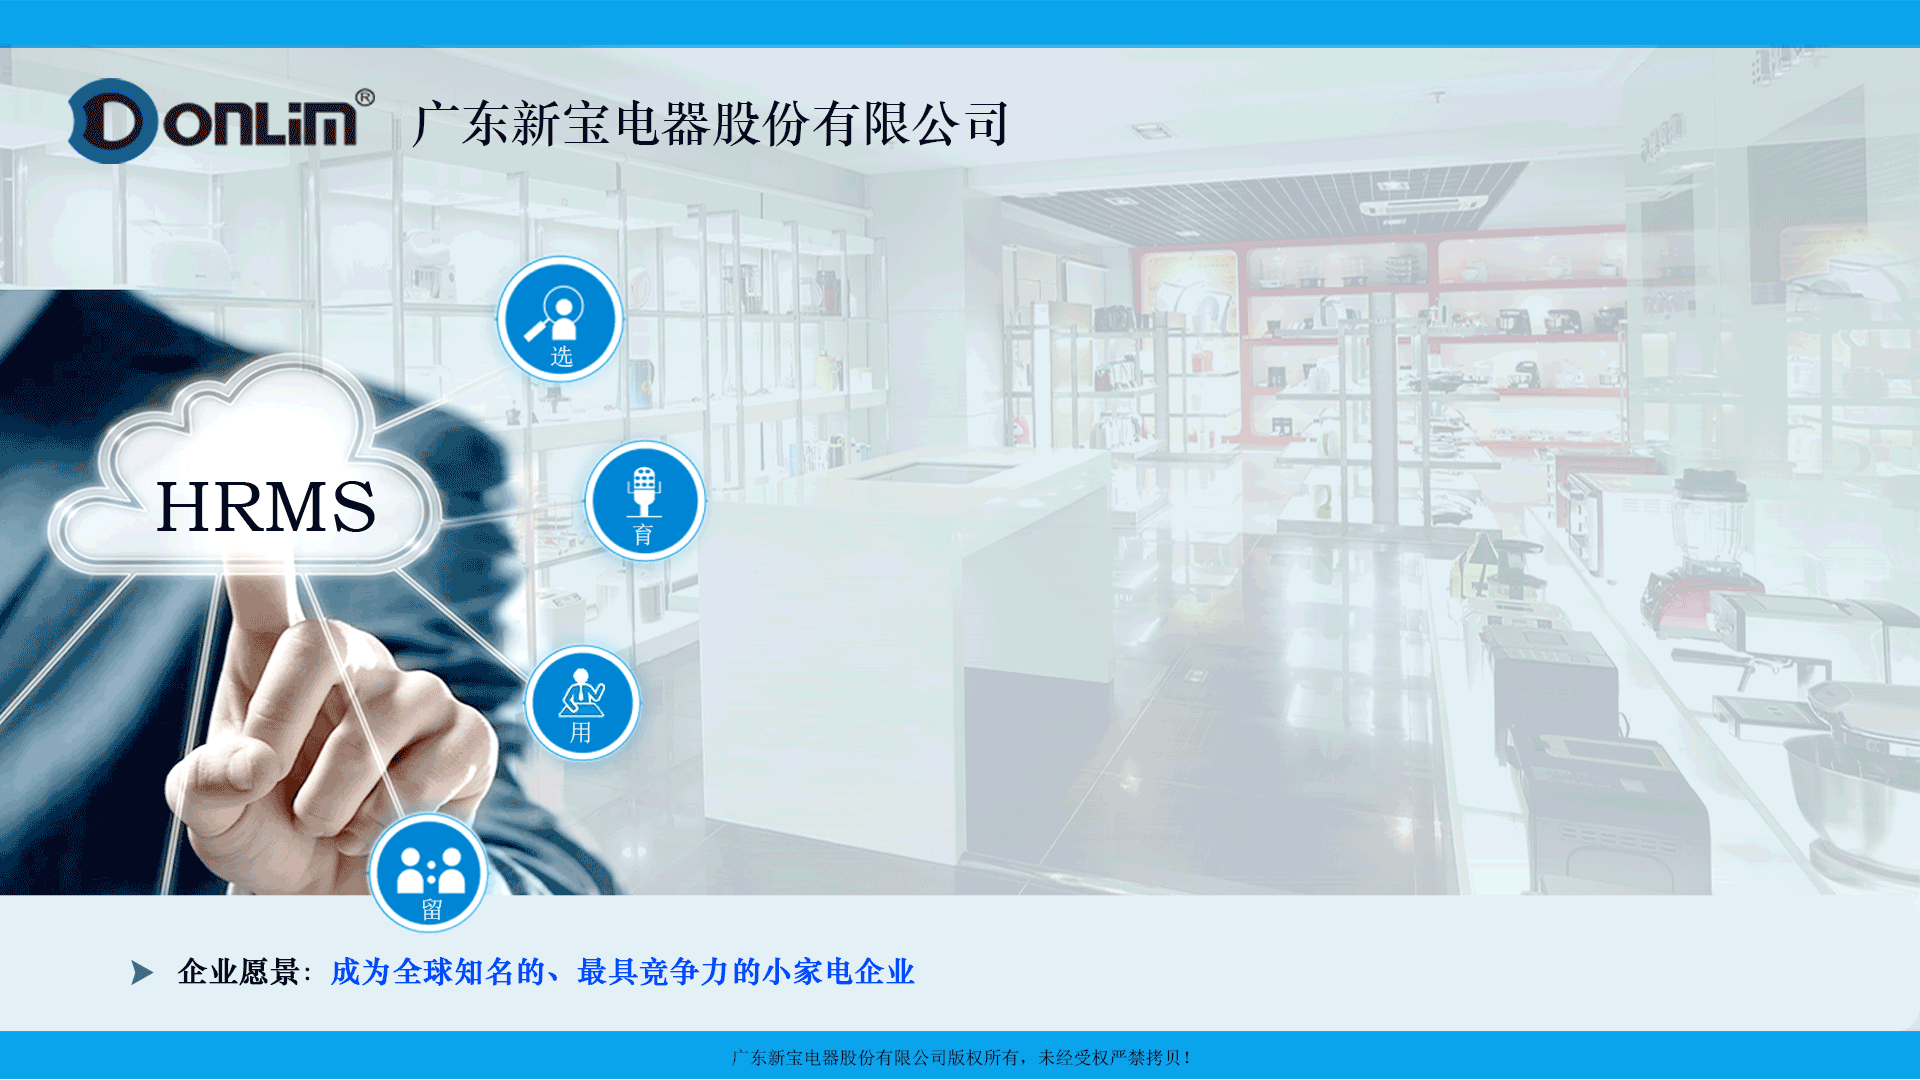 DONLIM® 广东新宝电器股份有限公司
选
HRMS
育
用
留
企业愿景：成为全球知名的、最具竞争力的小家电企业
广东新宝电器股份有限公司版权所有，未经受权严禁拷贝！